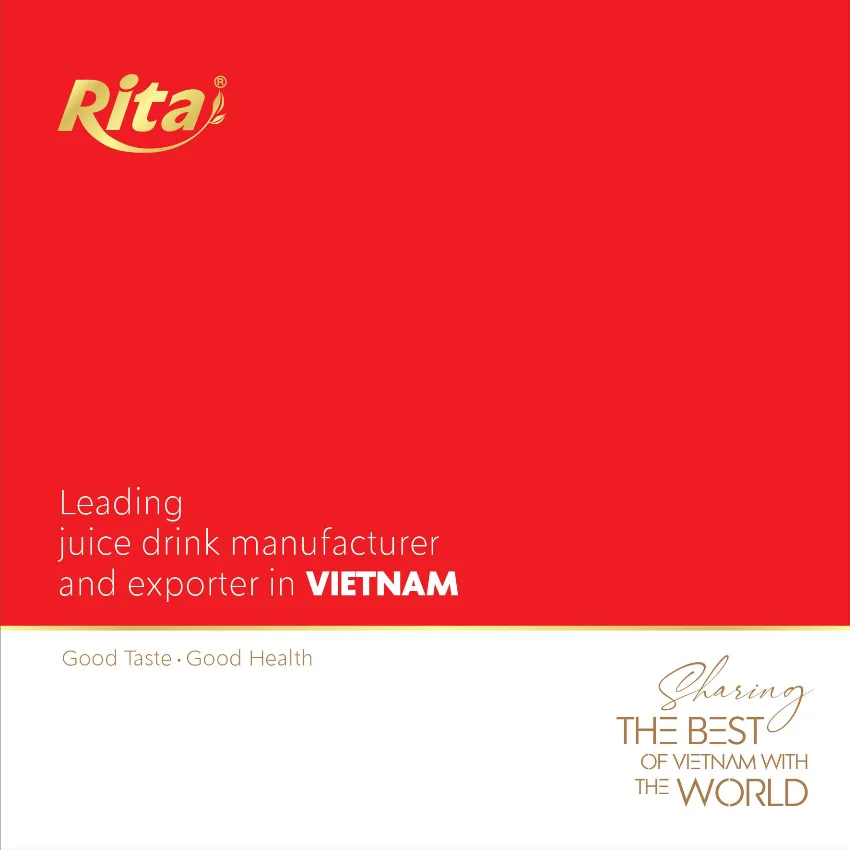 Rita®
Leading
juice drink manufacturer
and exporter in VIETNAM
Good Taste • Good Health
Sharing
THE BEST
OF VIETNAM WITH
THE WORLD